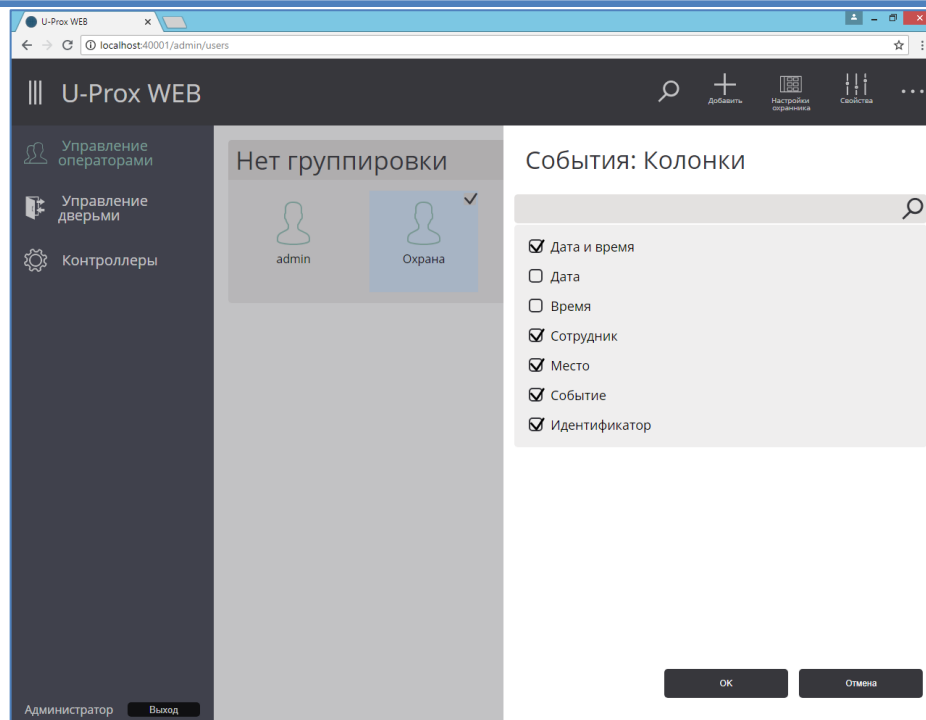 U-Prox WEB
localhost:40001/admin/users
U-Prox WEB
Добавить
Настройки
охранника
Свойства
Управление
операторами
Управление
дверьми
Контроллеры
Нет группировки
admin
Охрана
События: Колонки
Дата и время
Дата
Время
Сотрудник
Место
Событие
Идентификатор
OK
Отмена
Администратор
Выход